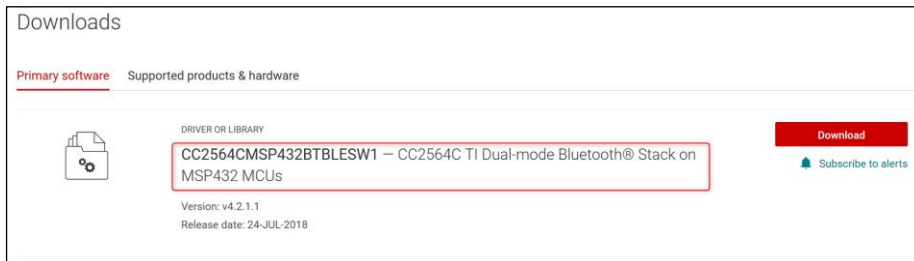 Downloads
Primary software Supported products & hardware
DRIVER OR LIBRARY
CC2564CMSP432BTBLESW1 — CC2564C TI Dual-mode Bluetooth® Stack on
MSP432 MCUs
Version: v4.2.1.1
Release date: 24-JUL-2018
Download
Subscribe to alerts